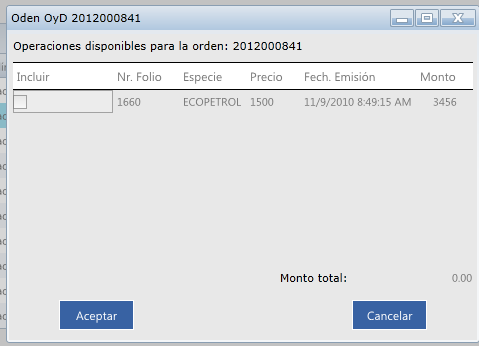 Oden OyD 2012000841
Operaciones disponibles para la orden: 2012000841
Incluir Nr. Folio Especie Precio Fech. Emisión Monto
1660 ECOPETROL 1500 11/9/2010 8:49:15 AM 3456
Monto total: 0.00
Aceptar Cancelar